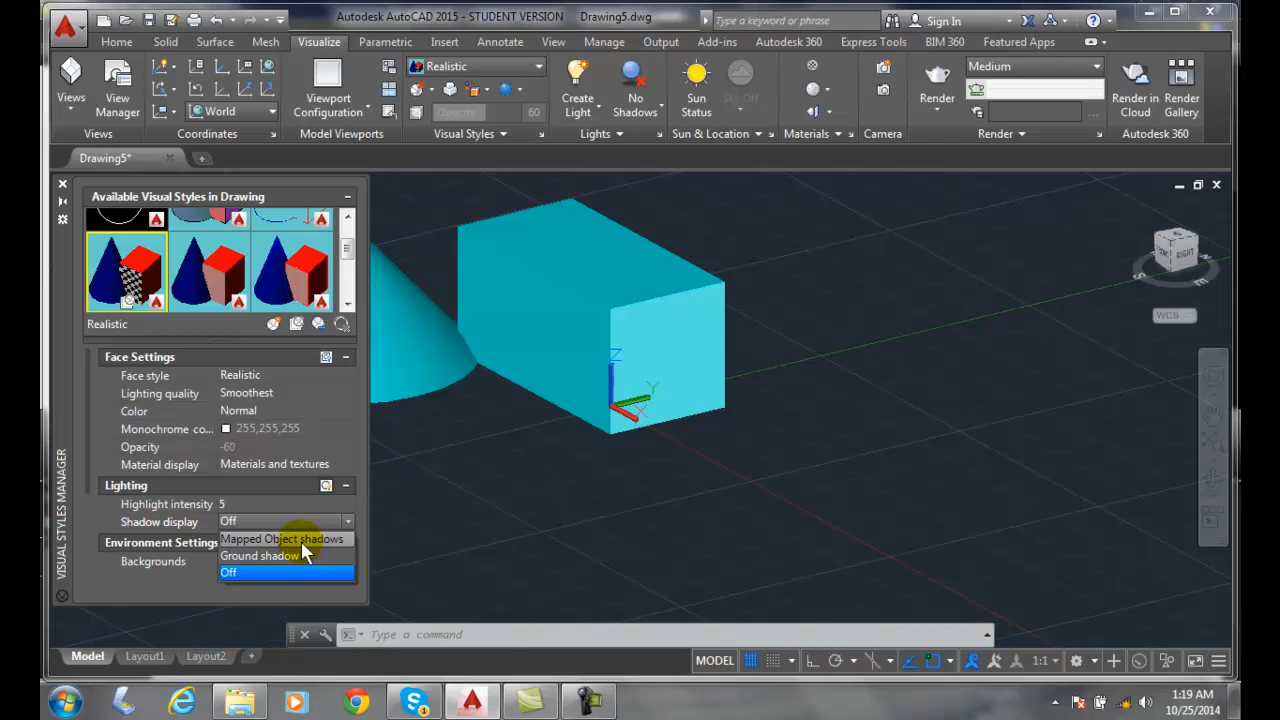 Autodesk AutoCAD 2015 - STUDENT VERSION Drawing5.dwg Type a keyword or phrase Sign In
Home Solid Surface Mesh Visualize Parametric Insert Annotate View Manage Output Add-ins Autodesk 360 Express Tools BIM 360 Featured Apps
Realistic Medium
Views View Manager World Viewport Configuration Opacity 60 Create Light No Shadows Sun Status Sky Off Render Render in Cloud Render Gallery
Views Coordinates Model Viewports Visual Styles Lights Sun & Location Materials Camera Render Autodesk 360
Drawing5*
Available Visual Styles in Drawing
Realistic
Face Settings
Face style Realistic
Lighting quality Smoothest
Color Normal
Monochrome co... 255,255,255
Opacity -60
Material display Materials and textures
Lighting
Highlight intensity 5
Shadow display Off
Mapped Object shadows
Environment Settings
Ground shadow
Backgrounds
Off
VISUAL STYLES MANAGER
Z
Y
X
RIGHT
S
E
WCS
Type a command
Model Layout1 Layout2 +
MODEL 1:1
1:19 AM
10/25/2014